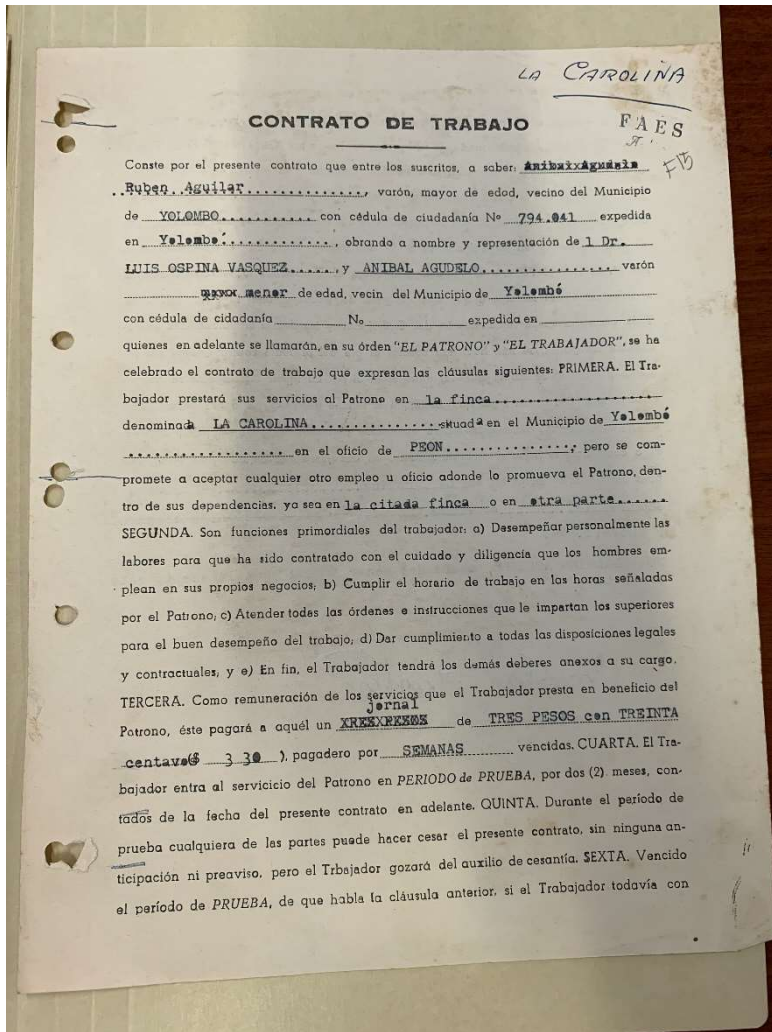 LA CAROLINA
CONTRATO DE TRABAJO
FAES
F15
Conste por el presente contrato que entre los suscritos, a saber: AnibalxAgudelo
..Ruben Aguilar.............., varón, mayor de edad, vecino del Municipio
de YOLOMBO........... con cédula de ciudadanía Nº 794.041 expedida
en Yolombó............., obrando a nombre y representación de l Dr.
LUIS OSPINA VASQUEZ....., y ANIBAL AGUDELO................ varón
menor de edad, vecin del Municipio de Yolombó
con cédula de cidadanía No expedida en
quienes en adelante se llamarán, en su órden "EL PATRONO" y "EL TRABAJADOR", se ha
celebrado el contrato de trabajo que expresan las cláusulas siguientes: PRIMERA. El Tra-
bajador prestará sus servicios al Patrono en la finca....................
denominada LA CAROLINA...............situada en el Municipio de Yolombó
.................. en el oficio de PEON..............; pero se com-
promete a aceptar cualquier otro empleu u oficio adonde lo promueva el Patrono, den-
tro de sus dependencias, ya sea en la citada finca o en otra parte......
SEGUNDA. Son funciones primordiales del trabajador: a) Desempeñar personalmente las
labores para que ha sido contratado con el cuidado y diligencia que los hombres em-
plean en sus propios negocios; b) Cumplir el horario de trabajo en las horas señaladas
por el Patrono; c) Atender todas las órdenes e instrucciones que le impartan los superiores
para el buen desempeño del trabajo; d) Dar cumplimiento a todas las disposiciones legales
y contractuales, y e) En fin, el Trabajador tendrá los demás deberes anexos a su cargo.
TERCERA. Como remuneración de los servicios que el Trabajador presta en beneficio del
jornal
Patrono, éste pagará a aquél un de TRES PESOS con TREINTA
centavo($ 3 30 ), pagadero por SEMANAS vencidas. CUARTA. El Tra-
bajador entra al servicicio del Patrono en PERIODO de PRUEBA, por dos (2) meses, con-
tados de la fecha del presente contrato en adelante. QUINTA. Durante el período de
prueba cualquiera de las partes puede hacer cesar el presente contrato, sin ninguna an-
ticipación ni preaviso, pero el Trbajador gozará del auxilio de cesantía. SEXTA. Vencido
el período de PRUEBA, de que habla la cláusula anterior, si el Trabajador todavía con